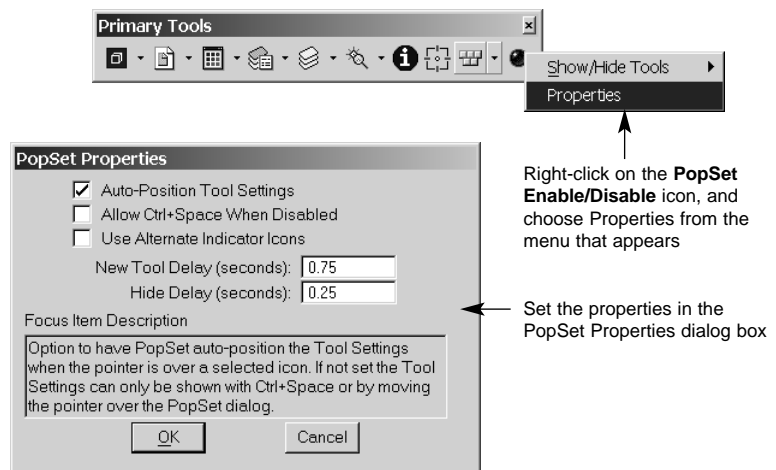 Primary Tools
Show/Hide Tools
Properties
Right-click on the PopSet
Enable/Disable icon, and
choose Properties from the
menu that appears
PopSet Properties
Auto-Position Tool Settings
Allow Ctrl+Space When Disabled
Use Alternate Indicator Icons
New Tool Delay (seconds): 0.75
Hide Delay (seconds): 0.25
Set the properties in the
PopSet Properties dialog box
Focus Item Description
Option to have PopSet auto-position the Tool Settings
when the pointer is over a selected icon. If not set the Tool
Settings can only be shown with Ctrl+Space or by moving
the pointer over the PopSet dialog.
OK Cancel